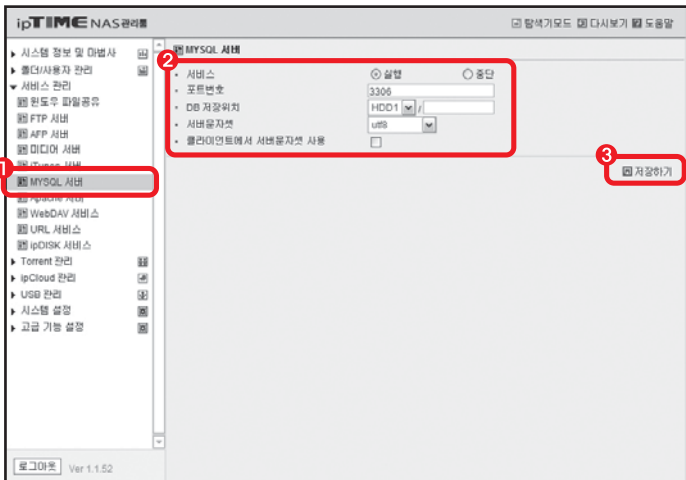 ipTIME NAS관리툴
탐색기모드 다시보기 도움말
시스템 정보 및 마법사
폴더/사용자 관리
서비스 관리
윈도우 파일공유
FTP 서버
AFP 서버
미디어 서버
iTunes 서버
MYSQL 서버
Apache 서버
WebDAV 서비스
URL 서비스
ipDISK 서비스
Torrent 관리
ipCloud 관리
USB 관리
시스템 설정
고급 기능 설정
로그아웃 Ver 1.1.52
1
MYSQL 서버
2
서비스 실행 중단
포트번호 3306
DB 저장위치 HDD1 /
서버문자셋 utf8
클라이언트에서 서버문자셋 사용
3
저장하기